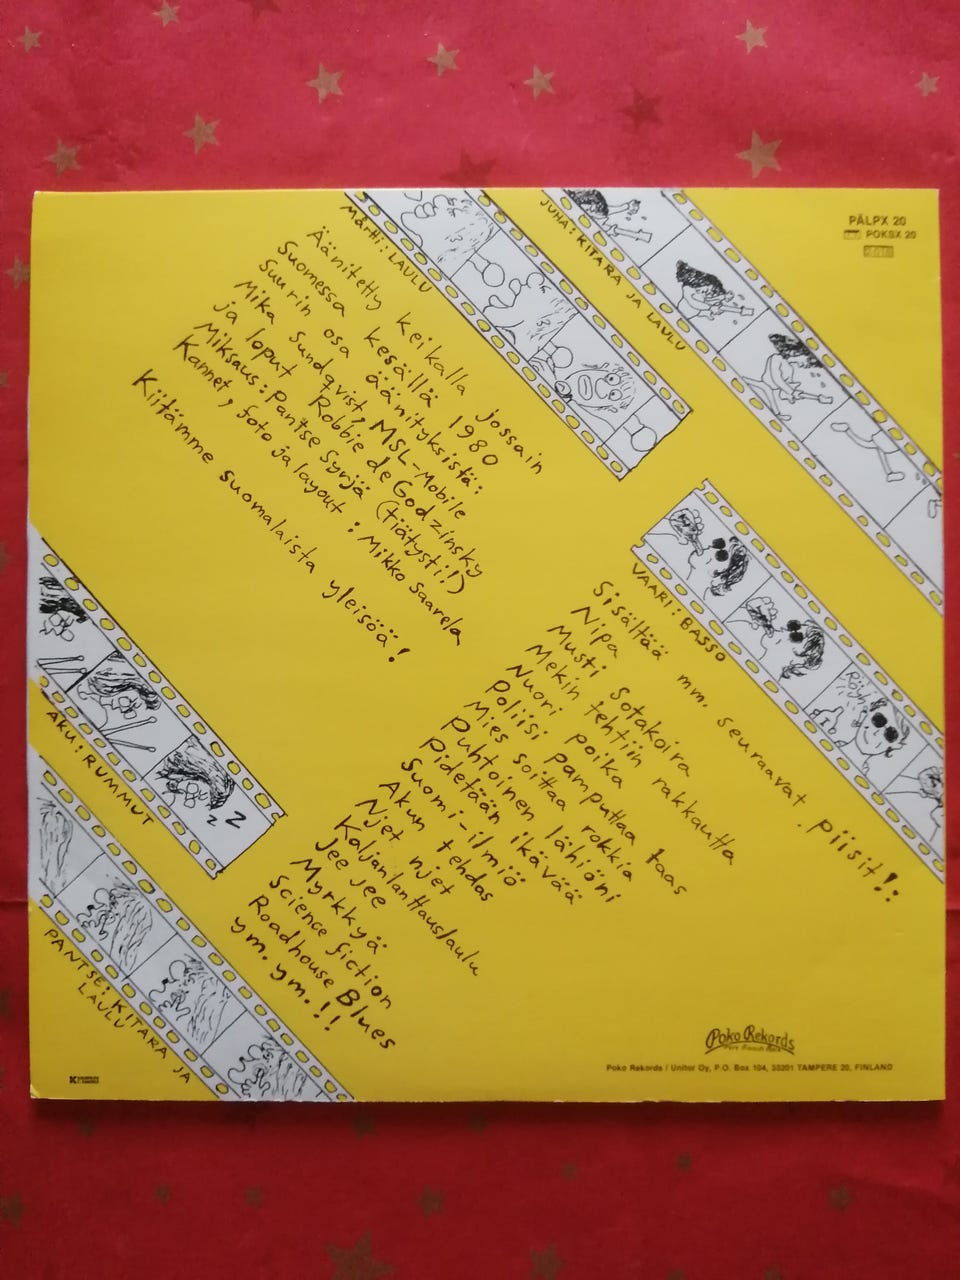 PÄLPX 20
POKSX 20
Martti: LAULU
JUHA: KITARA JA LAULU
Äänitetty keikalla jossain
Suomessa kesällä 1980
Suurin osa äänityksistä:
Mika Sundqvist, MSL-Mobile
ja loput Robbie de Godzinsky
Miksaus: Pantse Syrjä (tiätysti!)
Kannet, foto ja layout: Mikko Saarela
Kiitämme suomalaista yleisöä!
VAARI: BASSO
Röyh
Sisältää mm. seuraavat piisit!:
Nipa
Musti Sotakoira
Mekin tehtiin rakkautta
Nuori poika
Poliisi pamputtaa taas
Mies soittaa rokkia
Puhtoinen lähiöni
Pidetään ikävää
Suomi-ilmiö
Akun tehdas
Njet njet
Kaljanlanttauslaulu
Jee jee
Myrkkyä
Science fiction
Roadhouse Blues
ym. ym.!!
AKU: RUMMUT
z Z
PANTSE: KITARA JA
LAULU
Poko Rekords
Poko Rekords / Unitor Oy, P.O. Box 104, 33201 TAMPERE 20, FINLAND